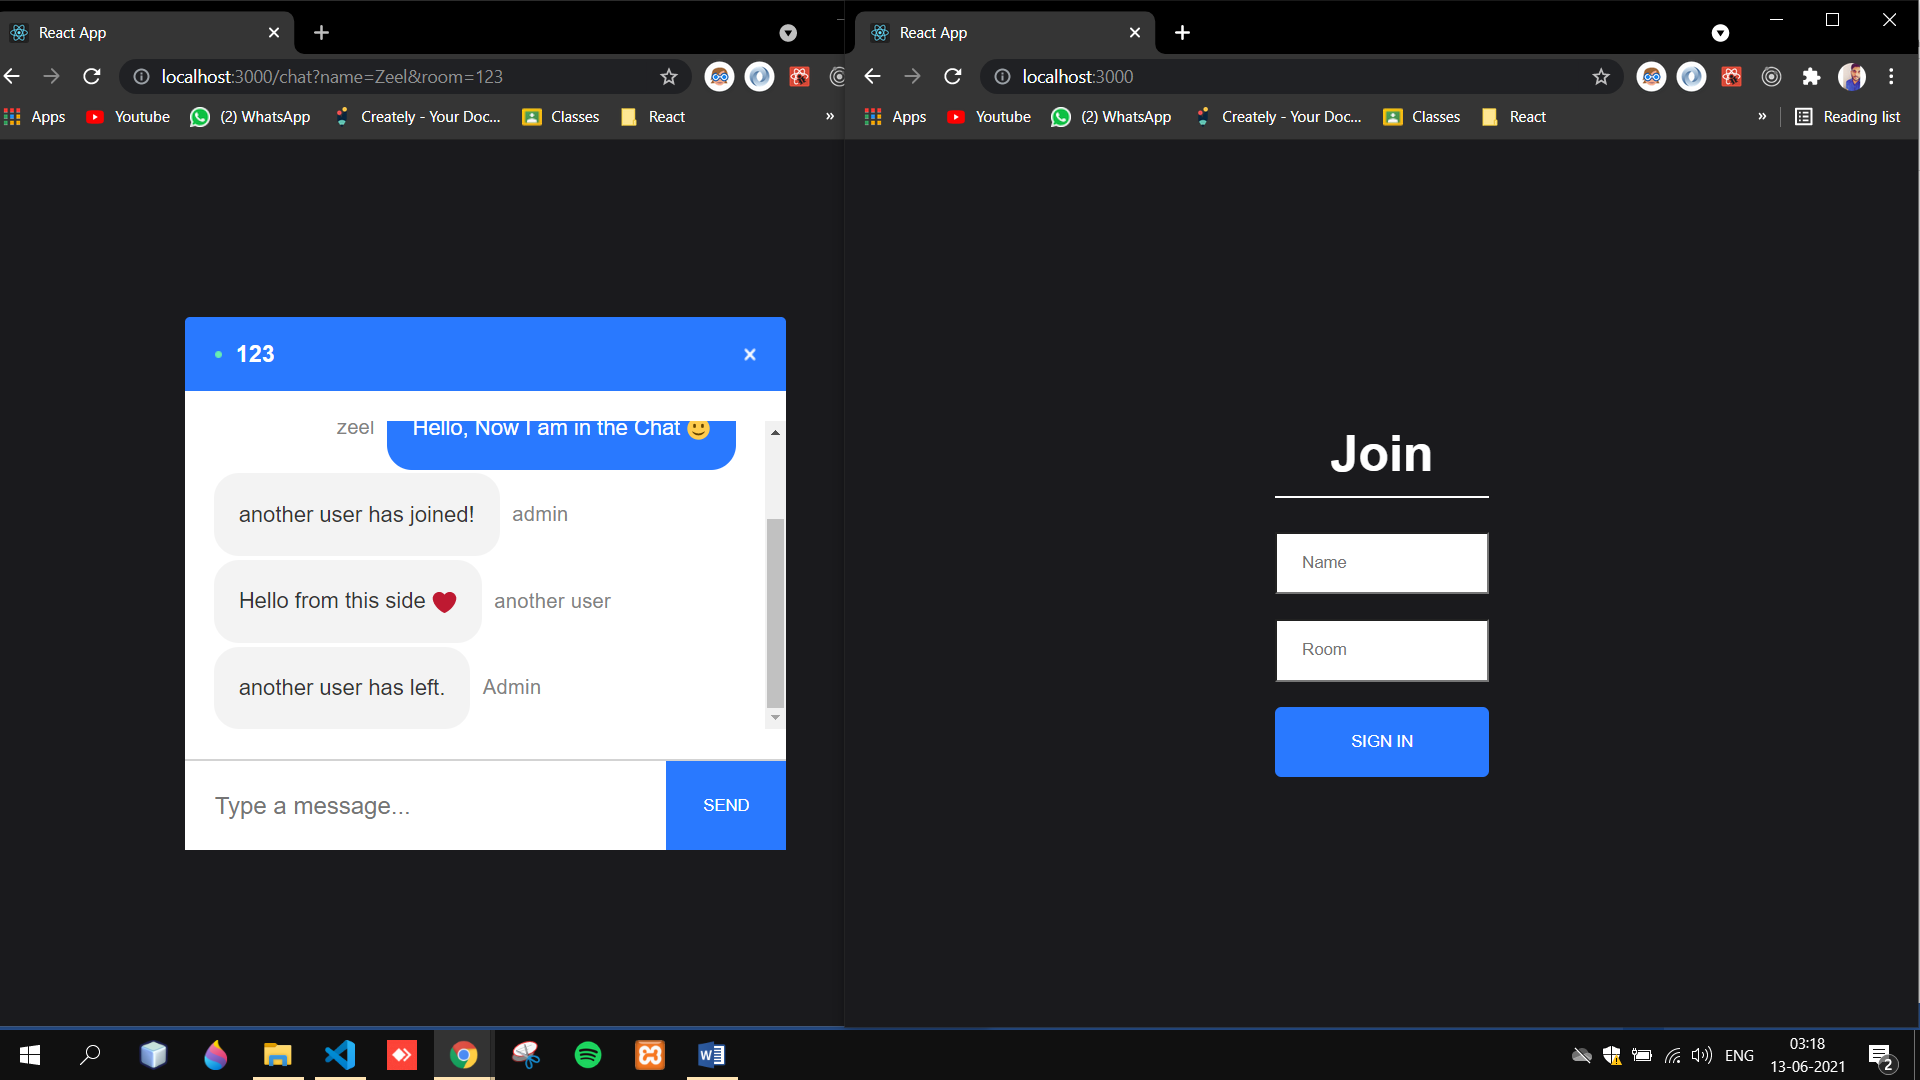 React App
localhost:3000/chat?name=Zeel&room=123
Apps Youtube (2) WhatsApp Creately - Your Doc... Classes React »
123
zeel Hello, Now I am in the Chat 🙂
another user has joined! admin
Hello from this side ❤️ another user
another user has left. Admin
Type a message... SEND
React App
localhost:3000
Apps Youtube (2) WhatsApp Creately - Your Doc... Classes React » Reading list
Join
Name
Room
SIGN IN
ENG
03:18
13-06-2021
2